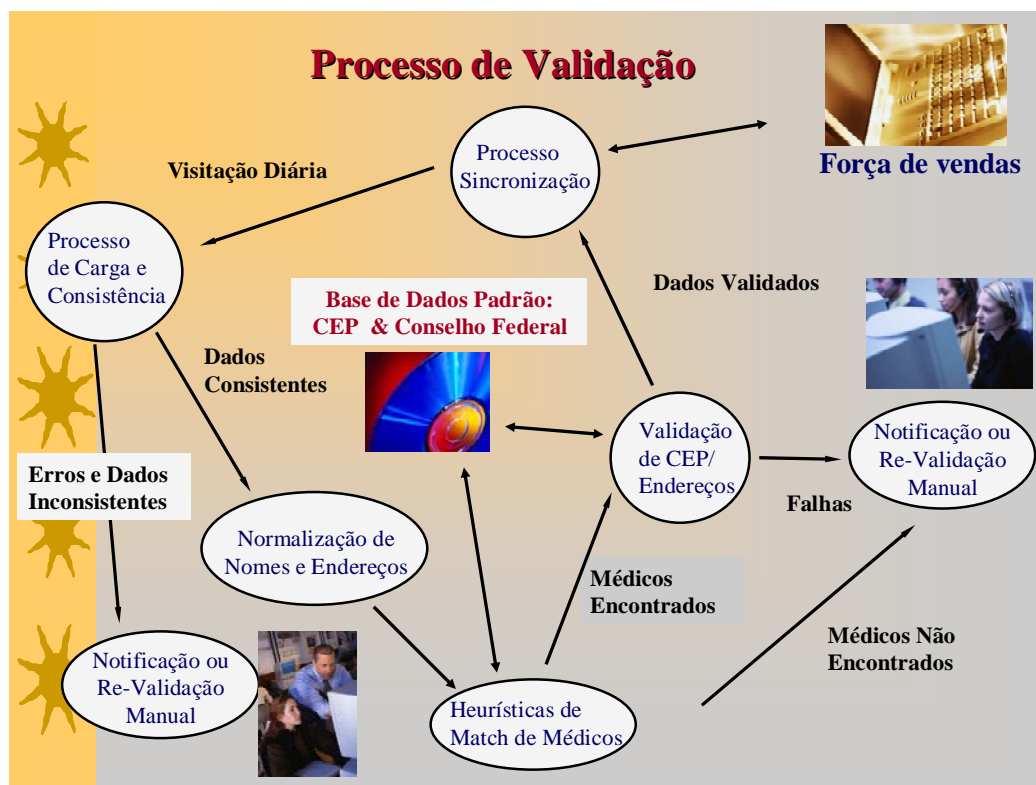 Processo de Validação
Força de vendas
Processo
Sincronização
Visitação Diária
Processo
de Carga e
Consistência
Dados Validados
Base de Dados Padrão:
CEP & Conselho Federal
Dados
Consistentes
Validação
de CEP/
Endereços
Notificação ou
Re-Validação
Manual
Erros e Dados
Inconsistentes
Falhas
Normalização de
Nomes e Endereços
Médicos
Encontrados
Médicos Não
Encontrados
Notificação ou
Re-Validação
Manual
Heurísticas de
Match de Médicos